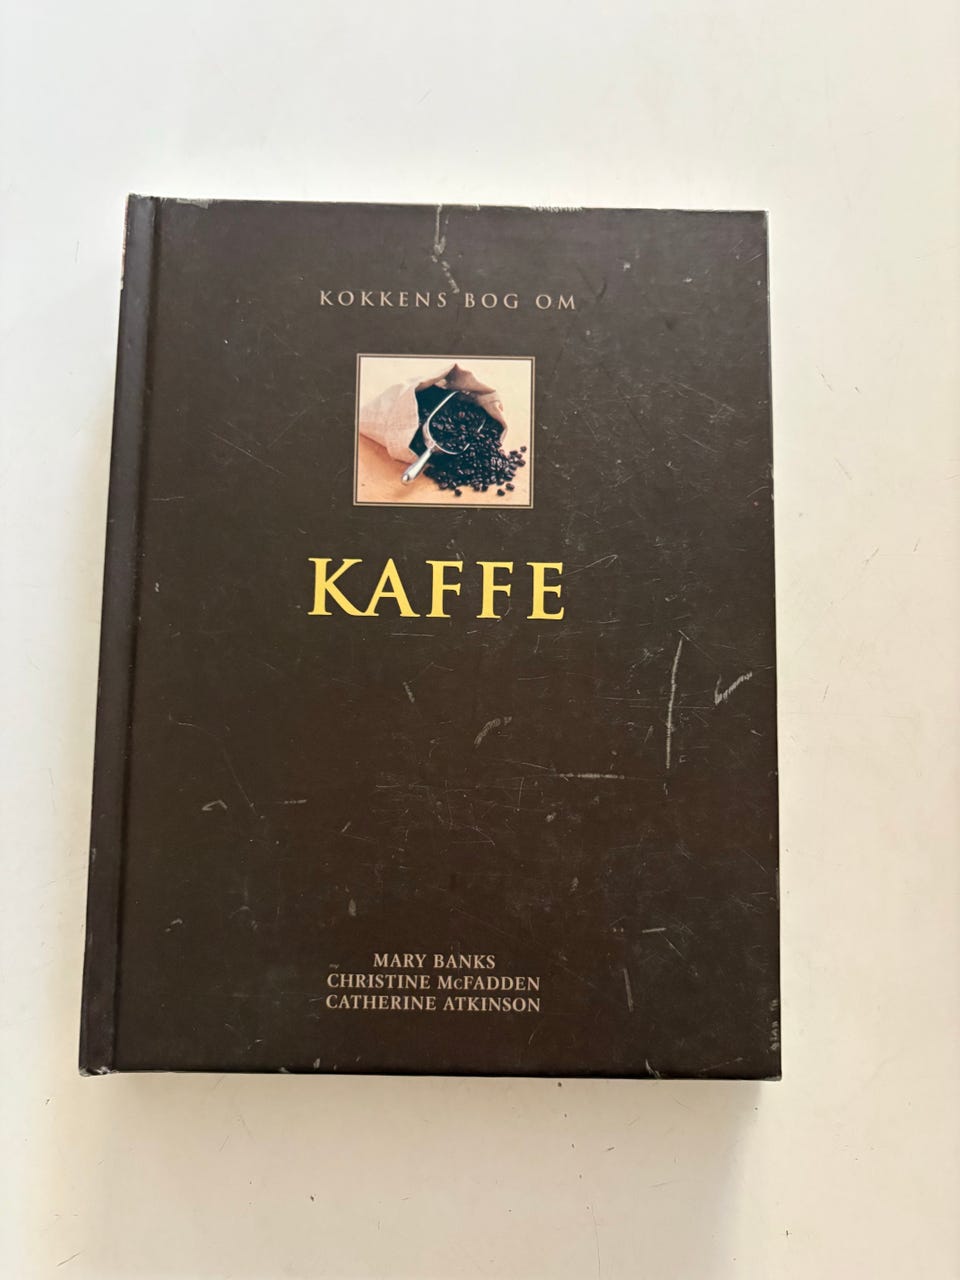 KOKKENS BOG OM
KAFFE
MARY BANKS
CHRISTINE McFADDEN
CATHERINE ATKINSON